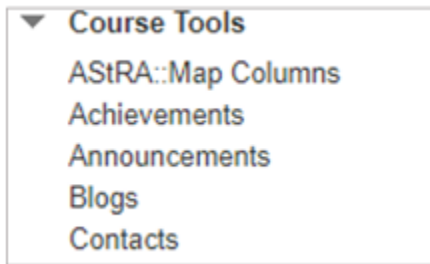 Course Tools
AStRA::Map Columns
Achievements
Announcements
Blogs
Contacts